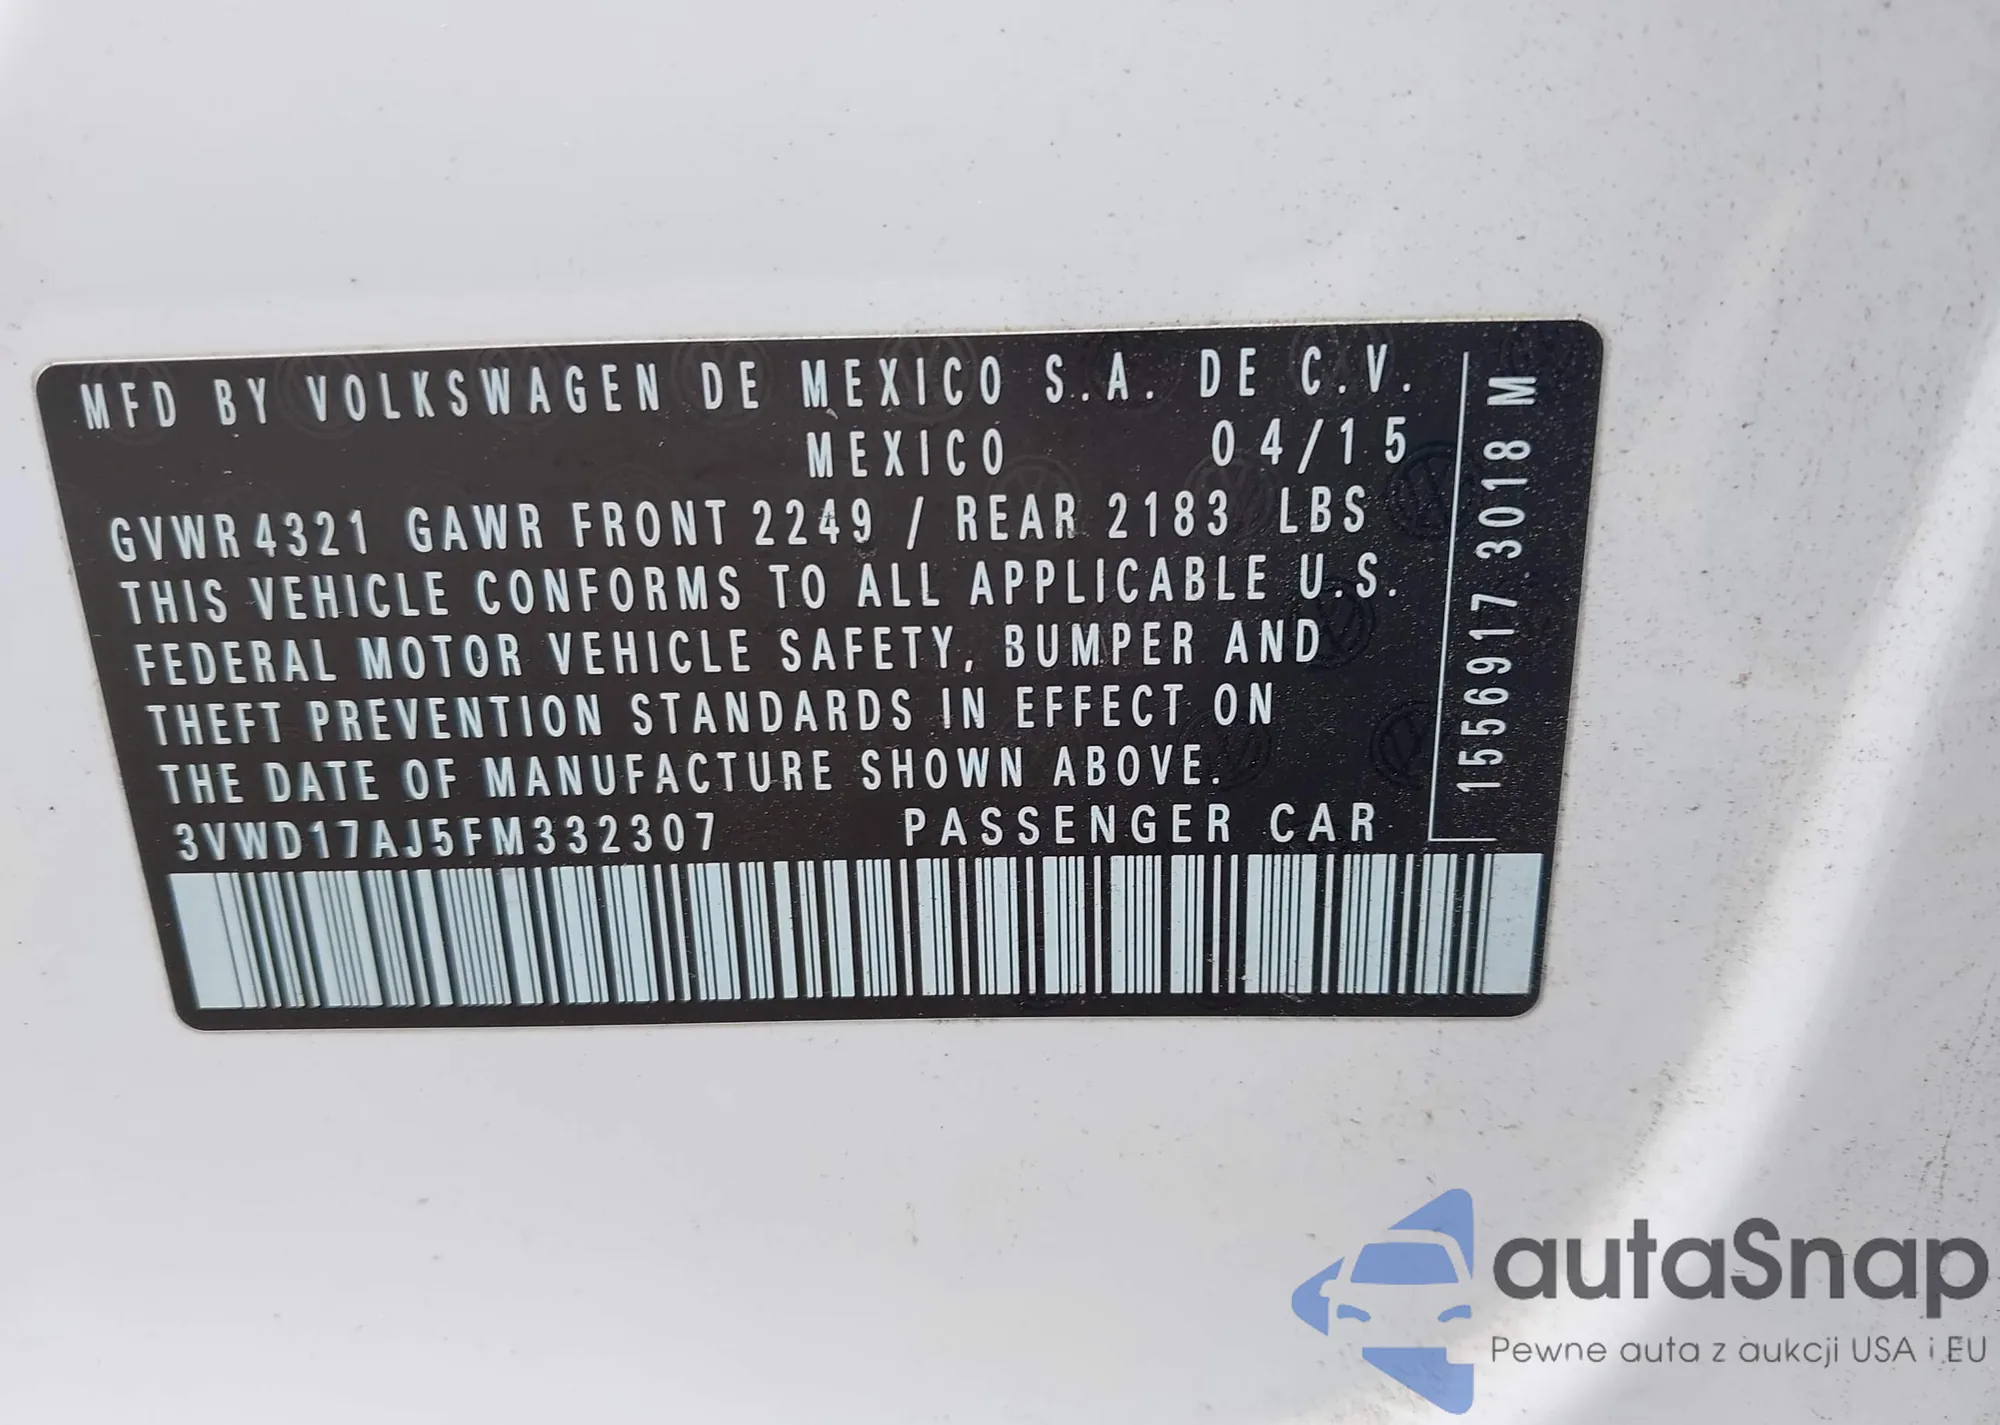 MFD BY VOLKSWAGEN DE MEXICO S.A. DE C.V.
MEXICO 04/15
GVWR 4321 GAWR FRONT 2249 / REAR 2183 LBS
THIS VEHICLE CONFORMS TO ALL APPLICABLE U.S.
FEDERAL MOTOR VEHICLE SAFETY, BUMPER AND
THEFT PREVENTION STANDARDS IN EFFECT ON
THE DATE OF MANUFACTURE SHOWN ABOVE.
3VWD17AJ5FM332307 PASSENGER CAR
1556917.3018 M
autaSnap
Pewne auta z aukcji USA i EU